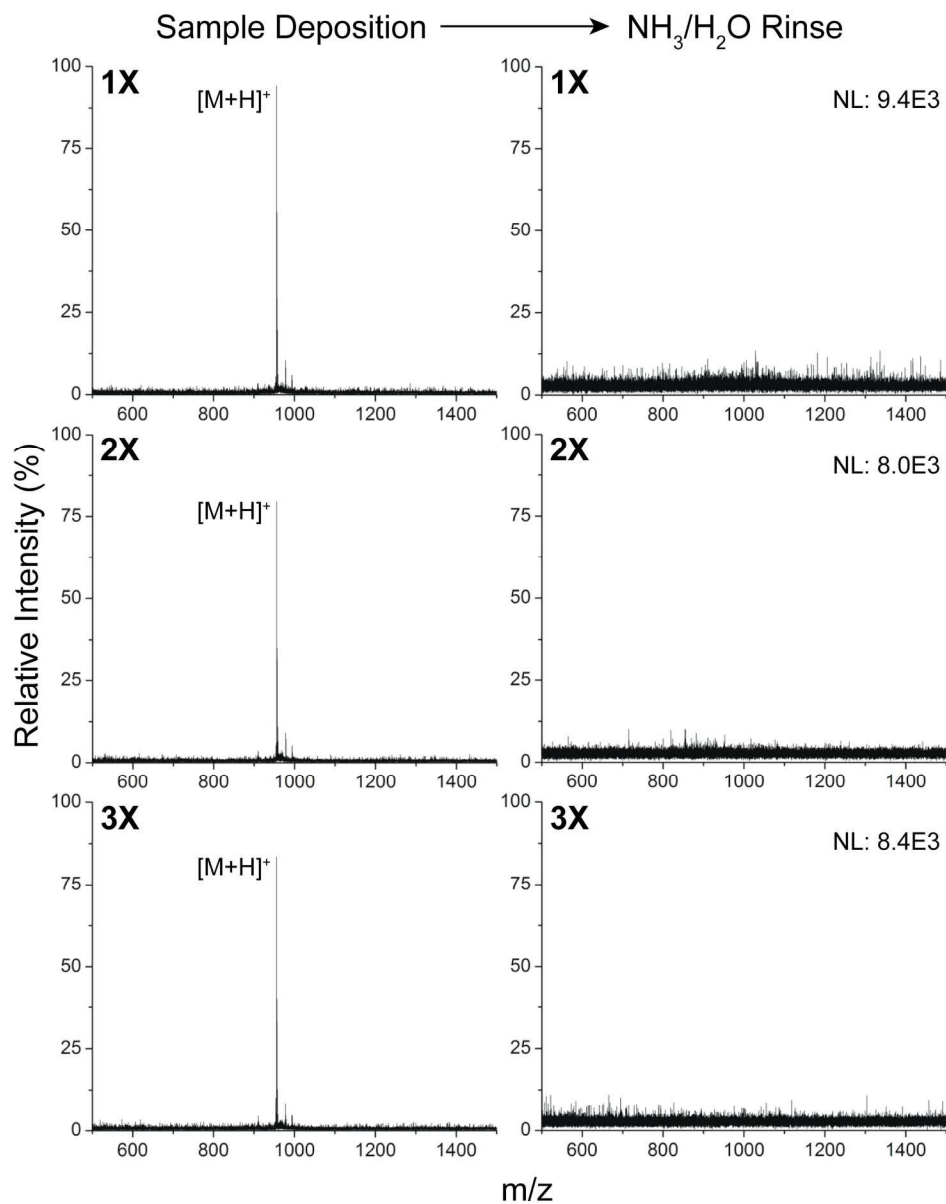 Sample Deposition → NH₃/H₂O Rinse
Relative Intensity (%)
1X
[M+H]⁺
100
75
50
25
0
600 800 1000 1200 1400
1X
NL: 9.4E3
100
75
50
25
0
600 800 1000 1200 1400
2X
[M+H]⁺
100
75
50
25
0
600 800 1000 1200 1400
2X
NL: 8.0E3
100
75
50
25
0
600 800 1000 1200 1400
3X
[M+H]⁺
100
75
50
25
0
600 800 1000 1200 1400
3X
NL: 8.4E3
100
75
50
25
0
600 800 1000 1200 1400
m/z